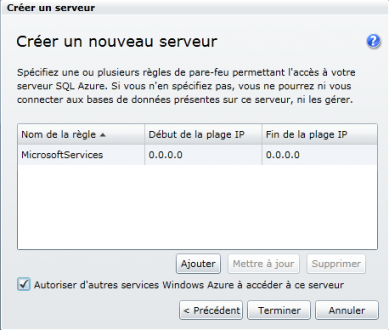 Créer un serveur
Créer un nouveau serveur
Spécifiez une ou plusieurs règles de pare-feu permettant l'accès à votre
serveur SQL Azure. Si vous n'en spécifiez pas, vous ne pourrez ni vous
connecter aux bases de données présentes sur ce serveur, ni les gérer.
Nom de la règle Début de la plage IP Fin de la plage IP
MicrosoftServices 0.0.0.0 0.0.0.0
Ajouter Mettre à jour Supprimer
Autoriser d'autres services Windows Azure à accéder à ce serveur
< Précédent Terminer Annuler